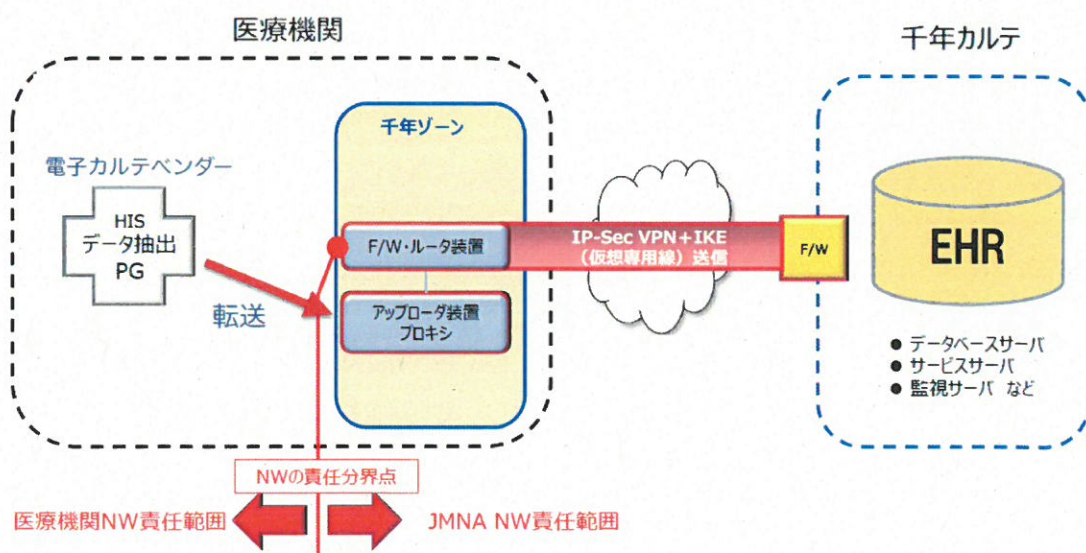 医療機関
千年カルテ
千年ゾーン
電子カルテベンダー
HIS
データ抽出
PG
F/W・ルータ装置
IP-Sec VPN+IKE
(仮想専用線)送信
F/W
EHR
転送
アップローダ装置
プロキシ
● データベースサーバ
● サービスサーバ
● 監視サーバ など
NWの責任分界点
医療機関NW責任範囲
JMNA NW責任範囲